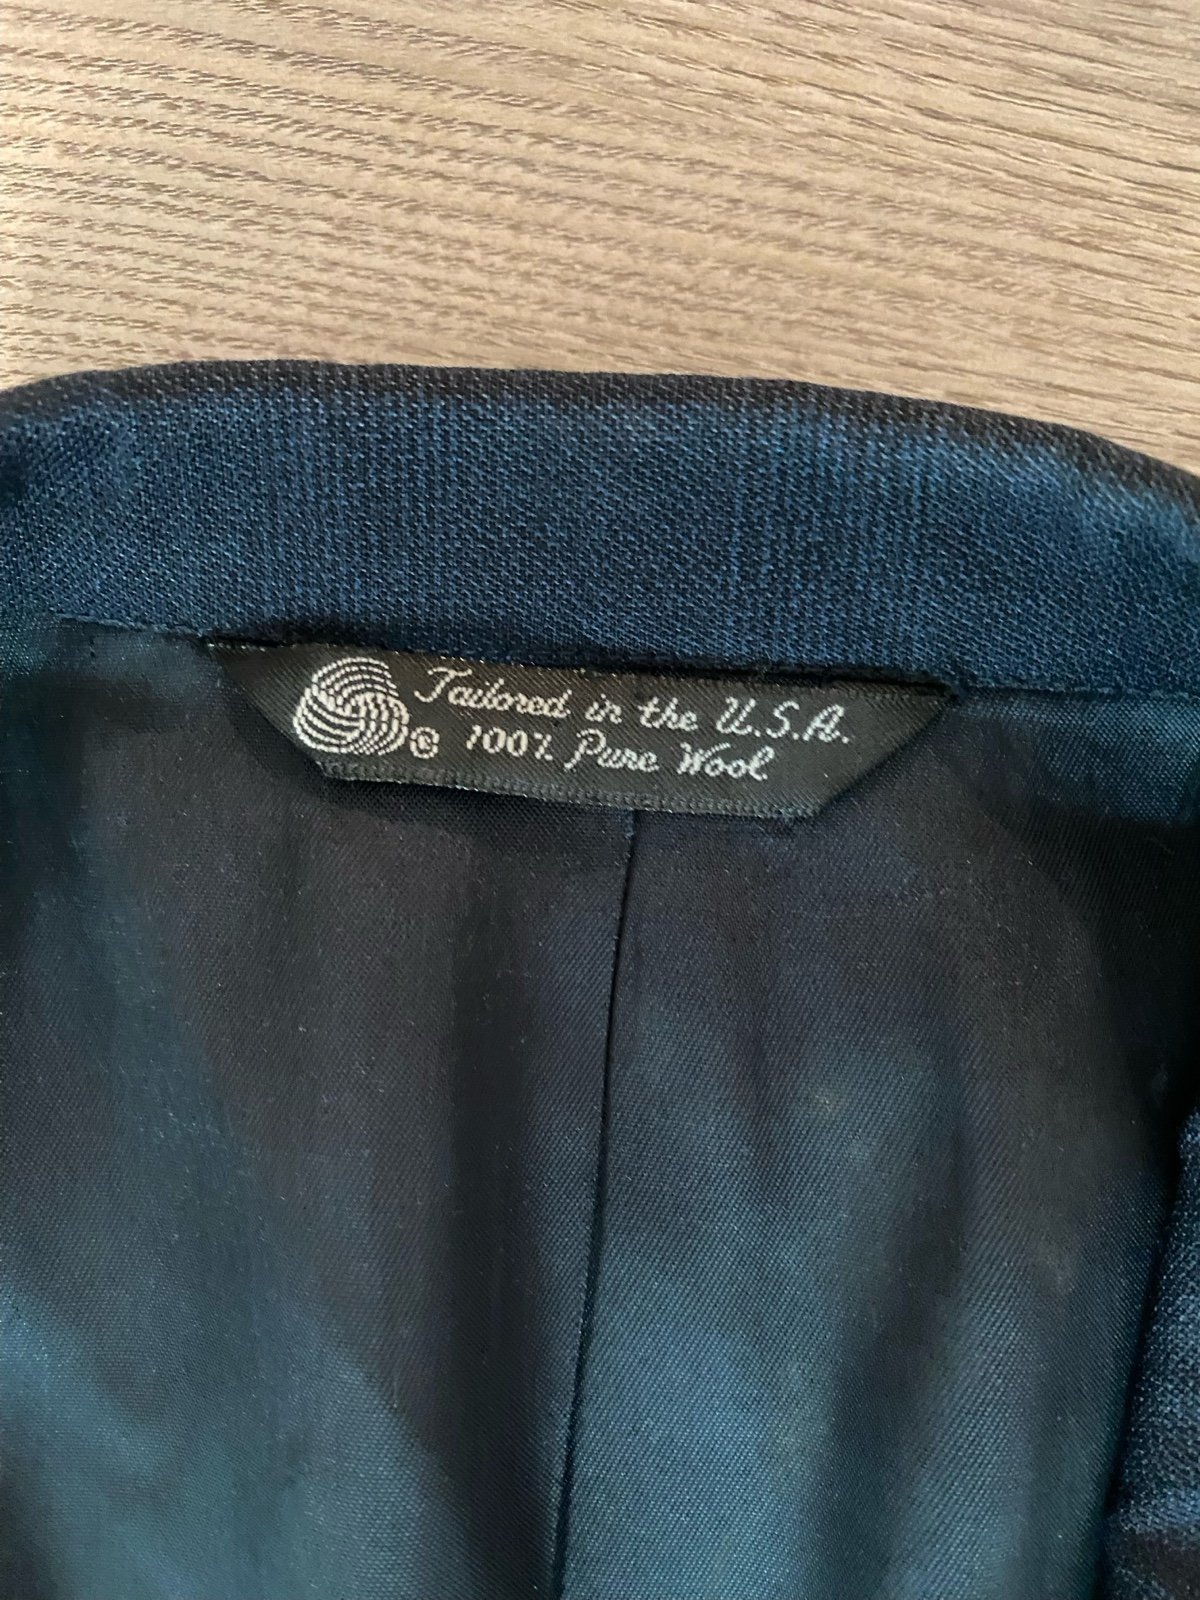 Tailored in the U.S.A.
® 100% Pure Wool